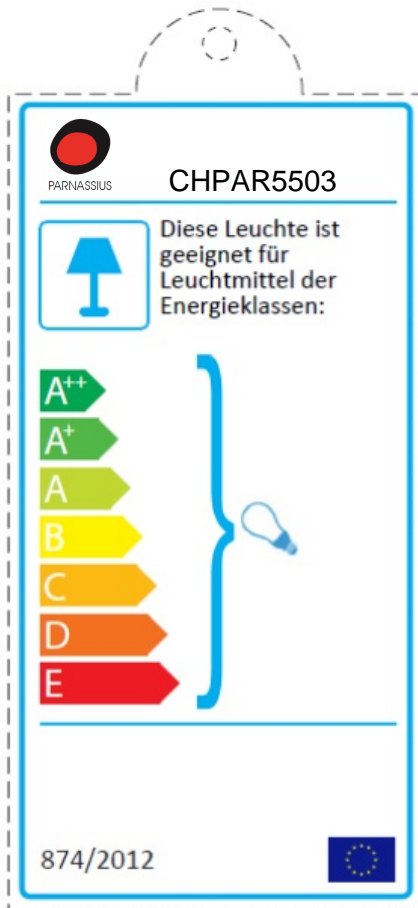 PARNASSIUS
CHPAR5503
Diese Leuchte ist
geeignet für
Leuchtmittel der
Energieklassen:
A++
A+
A
B
C
D
E
874/2012